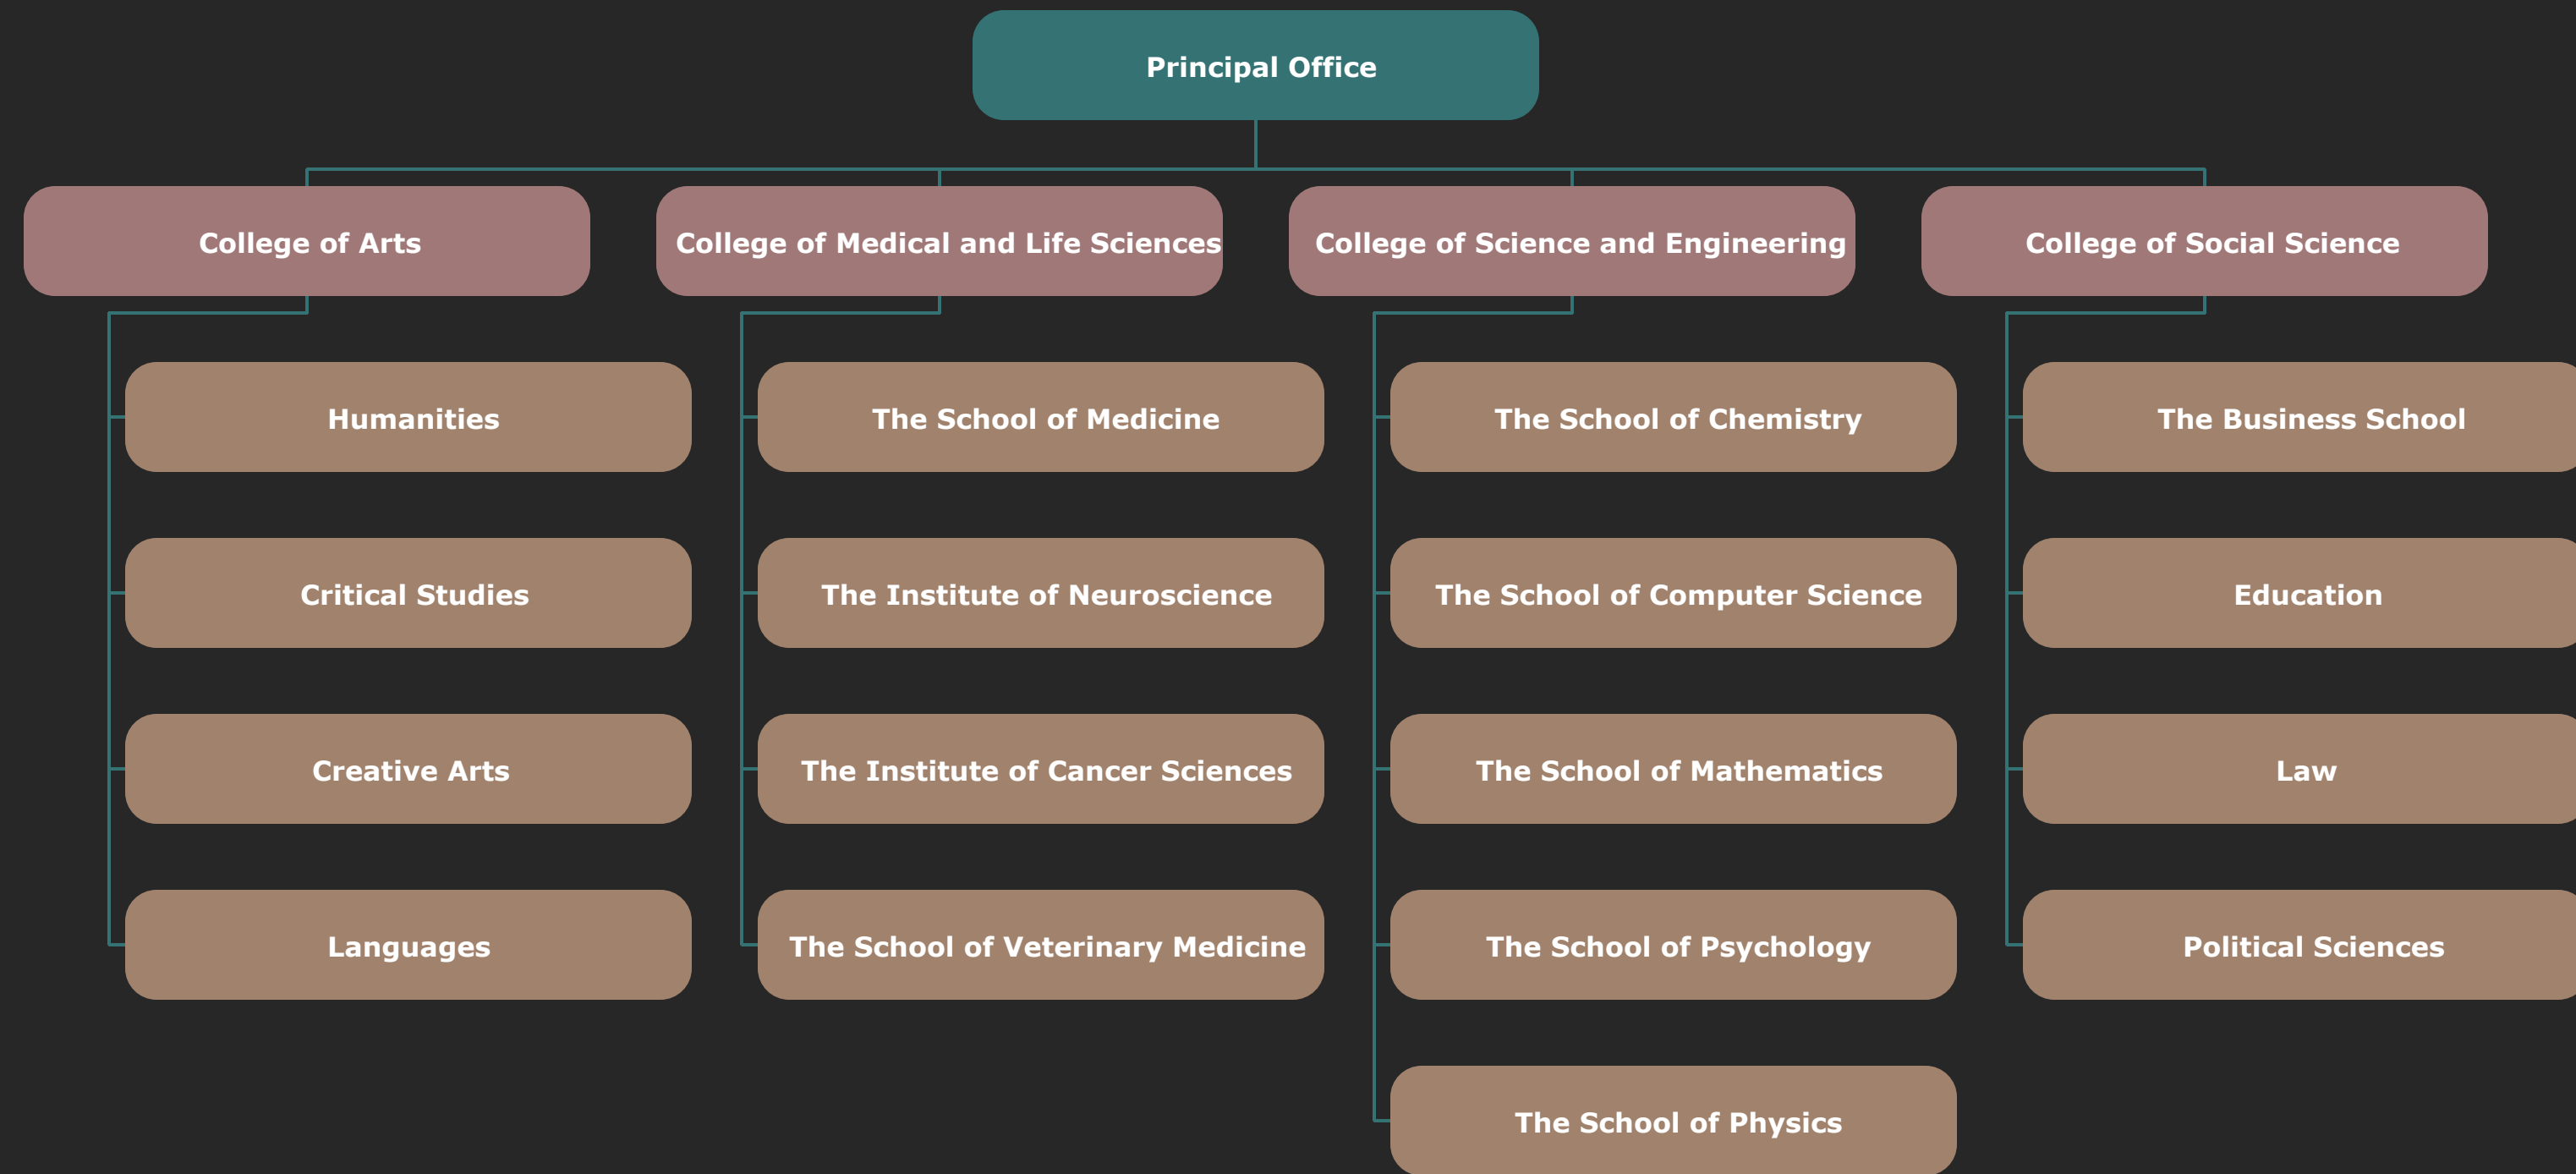 Principal Office
College of Arts
College of Medical and Life Sciences
College of Science and Engineering
College of Social Science
Humanities
The School of Medicine
The School of Chemistry
The Business School
Critical Studies
The Institute of Neuroscience
The School of Computer Science
Education
Creative Arts
The Institute of Cancer Sciences
The School of Mathematics
Law
Languages
The School of Veterinary Medicine
The School of Psychology
Political Sciences
The School of Physics